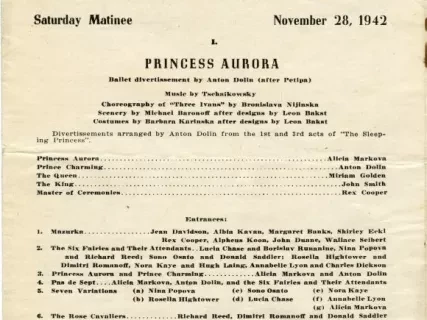 Saturday Matinee November 28, 1942
I.
PRINCESS AURORA
Ballet divertissement by Anton Dolin (after Petipa)
Music by Tschaikowsky
Choreography of "Three Ivans" by Bronislava Nijinska
Scenery by Michael Baronoff after designs by Leon Bakst
Costumes by Barbara Karinska after designs by Leon Bakst
Divertissements arranged by Anton Dolin from the 1st and 3rd acts of "The Sleep-
ing Princess".
Princess Aurora Alicia Markova
Prince Charming Anton Dolin
The Queen Miriam Golden
The King John Smith
Master of Ceremonies Rex Cooper
Entrances:
1. Mazurka Jean Davidson, Albia Kavan, Margaret Banks, Shirley Eckl
Rex Cooper, Alpheus Koon, John Duane, Wallace Seibert
2. The Six Fairies and Their Attendants..Lucia Chase and Borislav Runanine, Nina Popova
and Richard Reed; Sono Osato and Donald Saddler; Rosella Hightower and
Dimitri Romanoff, Nora Kaye and Hugh Laing, Annabelle Lyon and Charles Dickson
3. Princess Aurora and Prince Charming Alicia Markova and Anton Dolin
4. Pas de Sept Alicia Markova, Anton Dolin, and the Six Fairies and Their Attendants
5. Seven Variations (a) Nina Popova (c) Sono Osato (e) Nora Kaye
(b) Rosella Hightower (d) Lucia Chase (f) Annabelle Lyon
(g) Alicia Markova
6. The Rose Cavaliers Richard Reed, Dimitri Romanoff and Donald Saddler